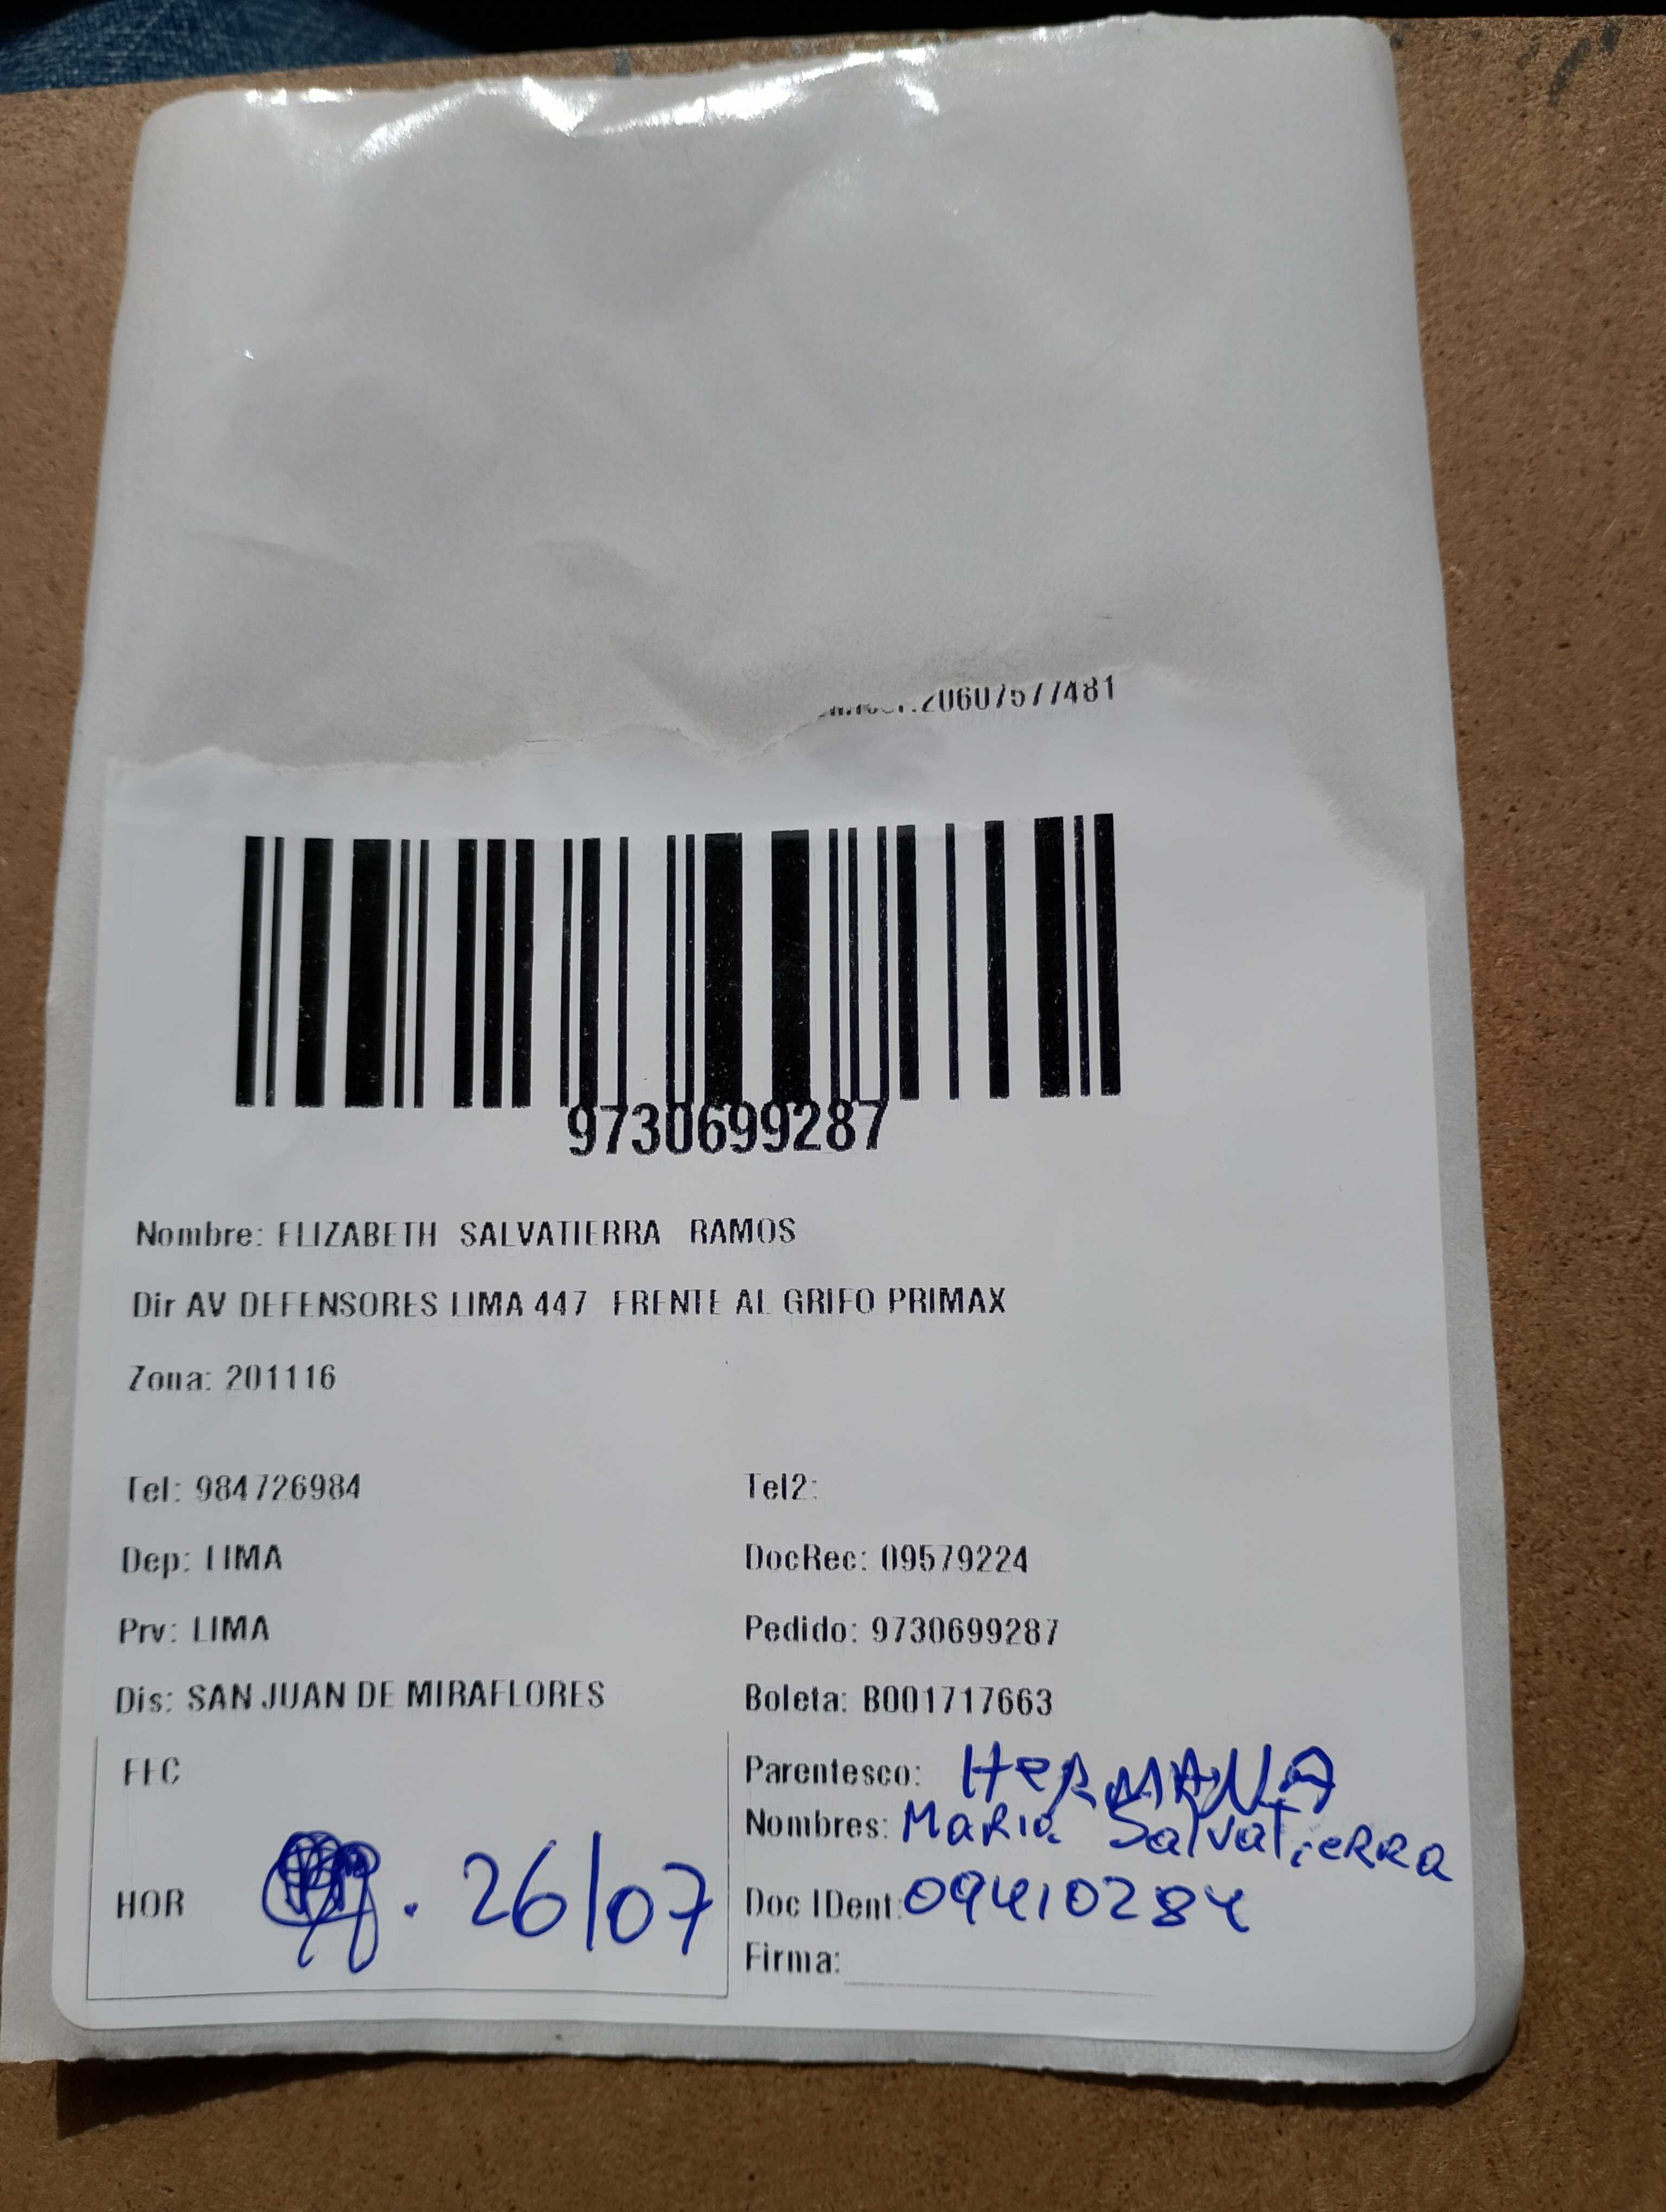 20607577481
9730699287
Nombre: ELIZABETH SALVATIERRA RAMOS
Dir AV DEFENSORES LIMA 447 FRENTE AL GRIFO PRIMAX
Zona: 201116
Tel: 984726984 Tel2:
Dep: LIMA DocRec: 09579224
Prv: LIMA Pedido: 9730699287
Dis: SAN JUAN DE MIRAFLORES Boleta: B001717663
FEC Parentesco: HERMANA
Nombres: MaRia SalvaTieRRa
HOR 26/07 Doc IDent: 09410284
Firma: